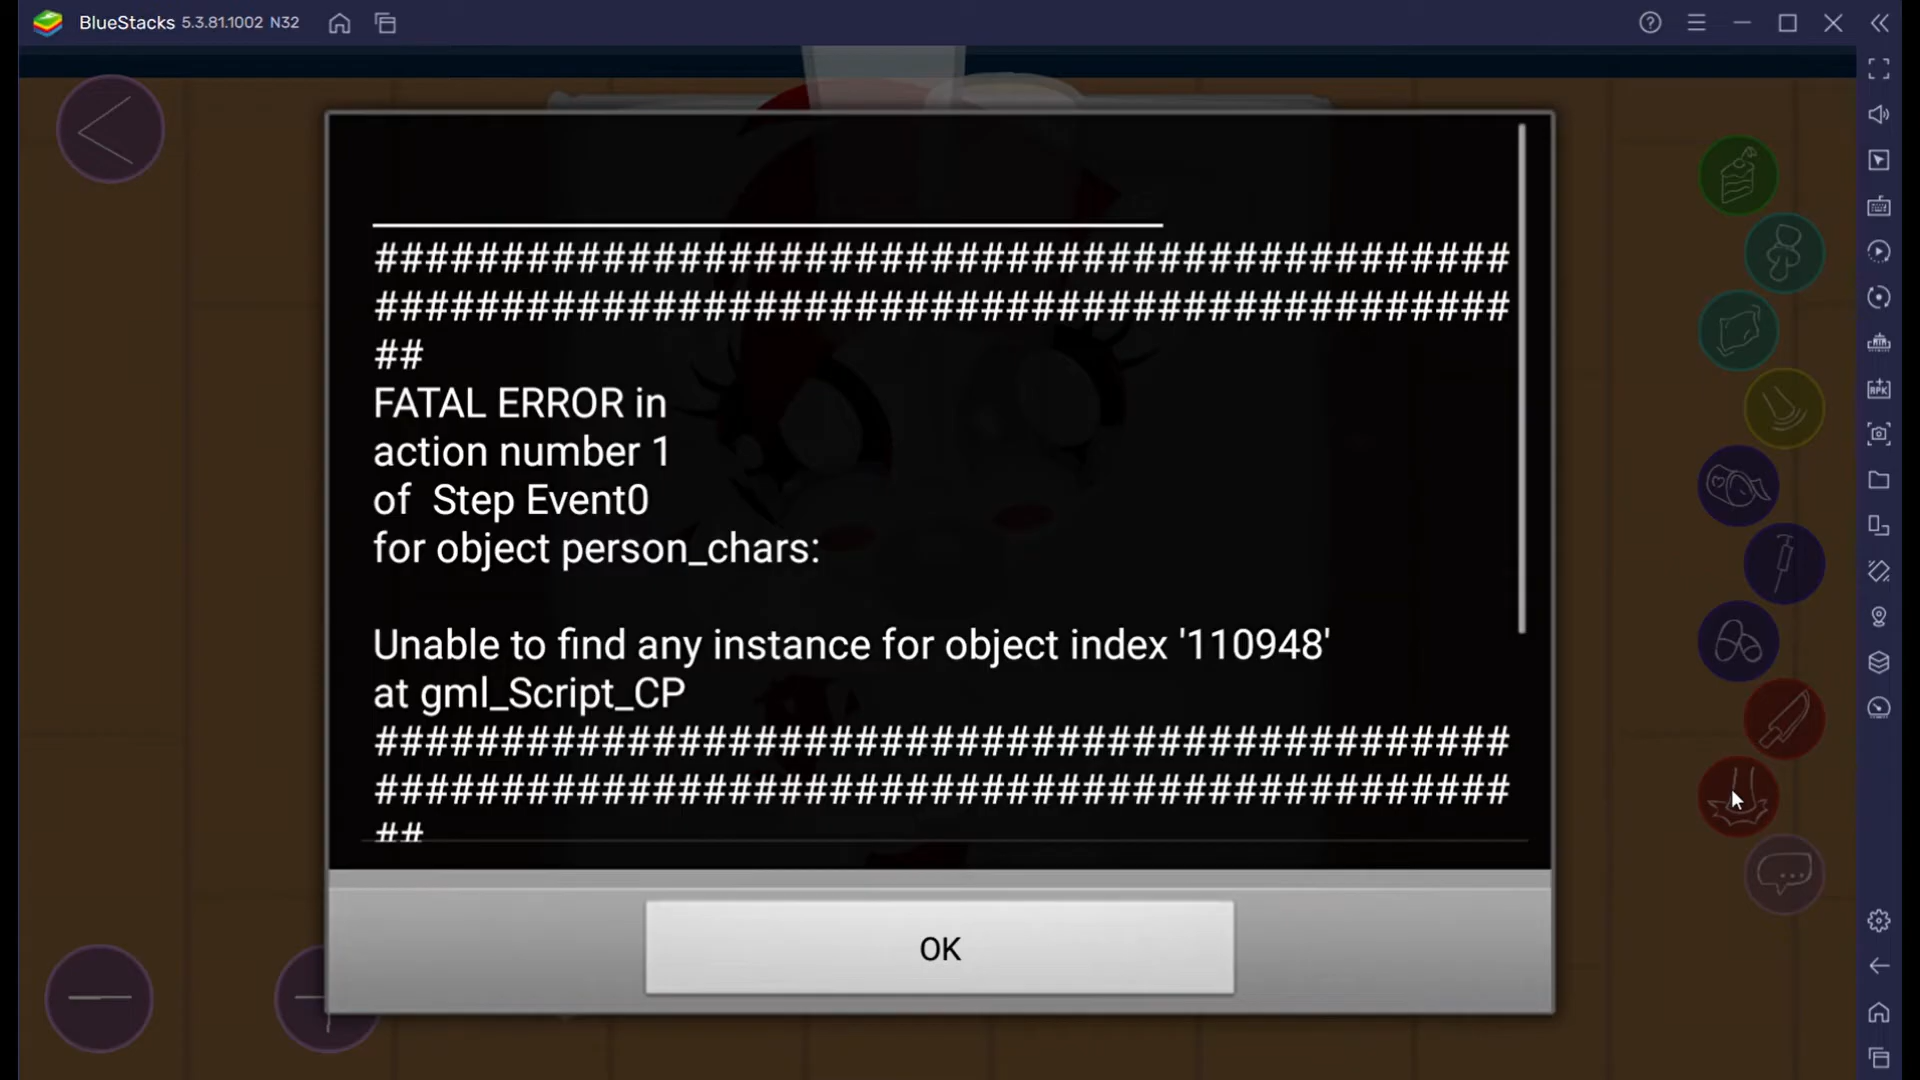 BlueStacks 5.3.81.1002 N32
#############################################
#############################################
##
FATAL ERROR in
action number 1
of  Step Event0
for object person_chars:
Unable to find any instance for object index '110948'
at gml_Script_CP
#############################################
#############################################
##
OK